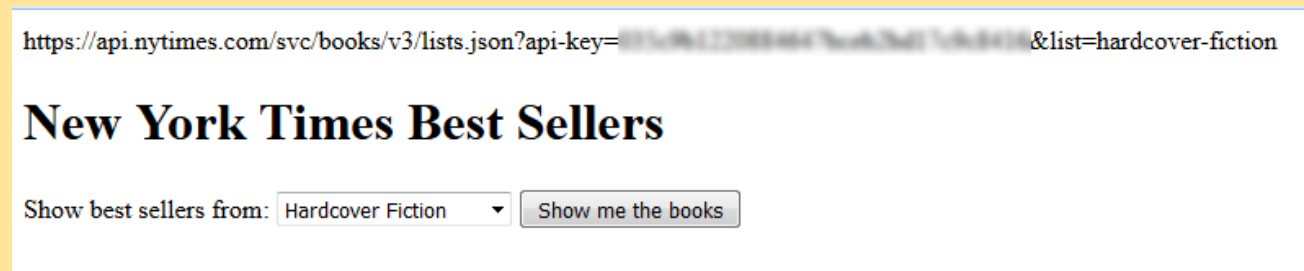 https://api.nytimes.com/svc/books/v3/lists.json?api-key= &list=hardcover-fiction
New York Times Best Sellers
Show best sellers from: Hardcover Fiction Show me the books